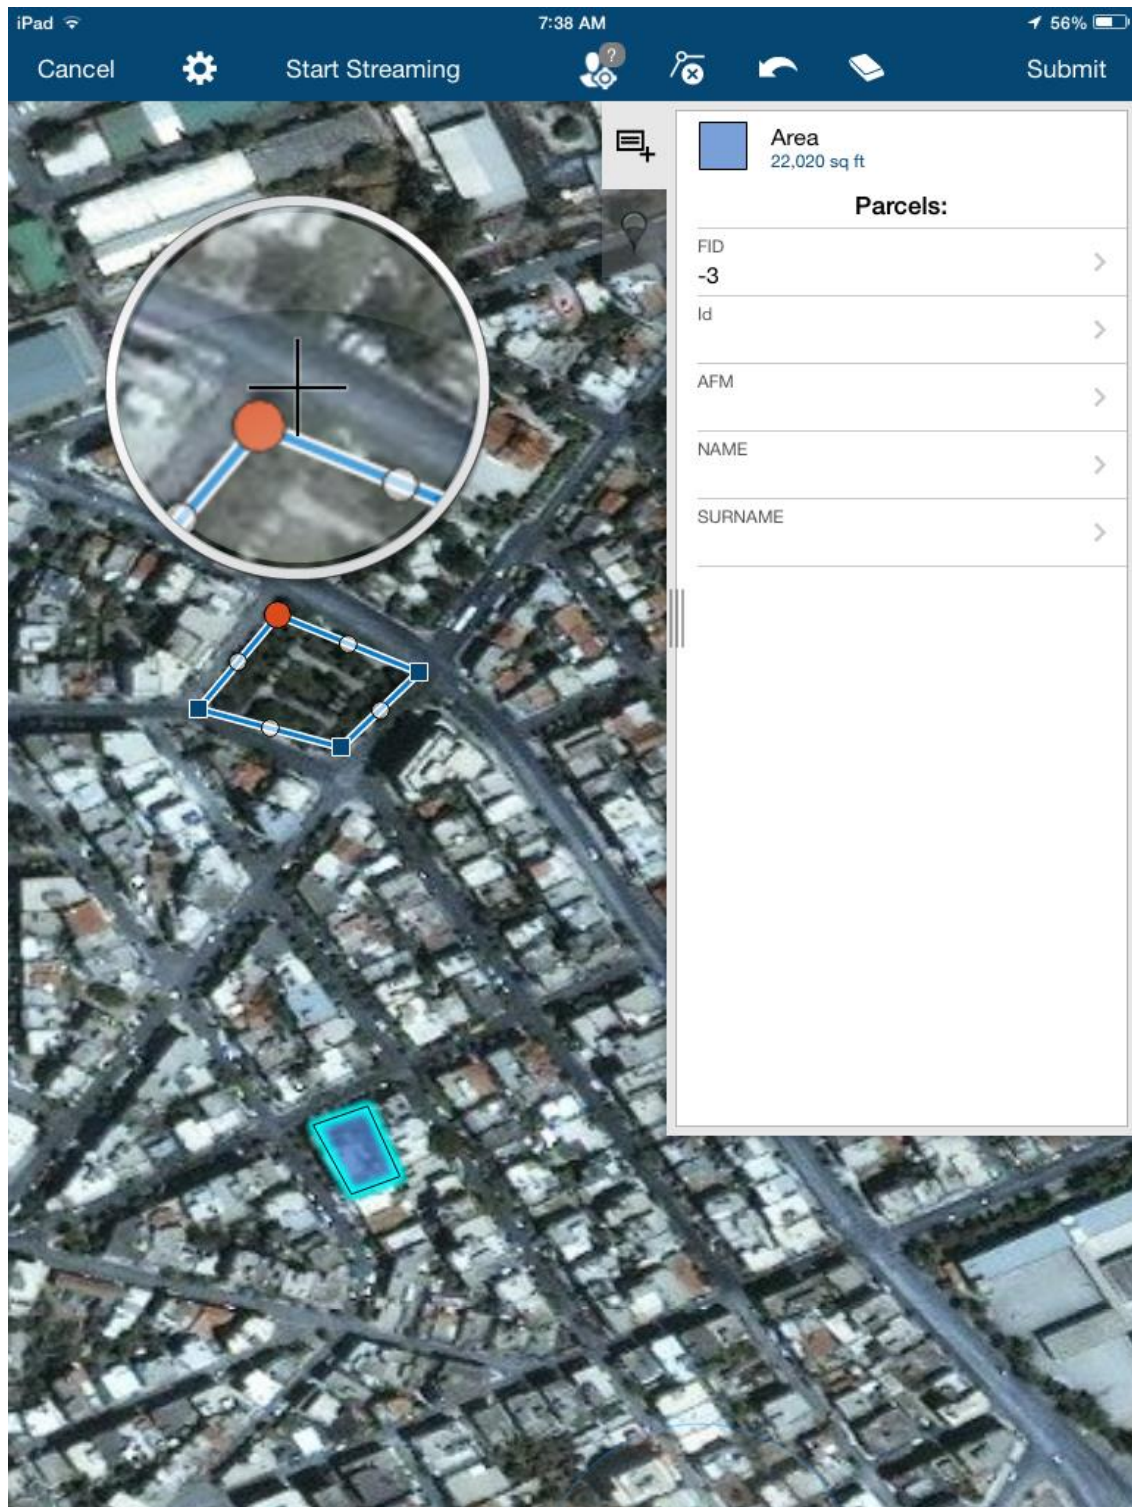 iPad 7:38 AM 56%
Cancel Start Streaming ? Submit
Area
22,020 sq ft
Parcels:
FID
-3
Id
AFM
NAME
SURNAME